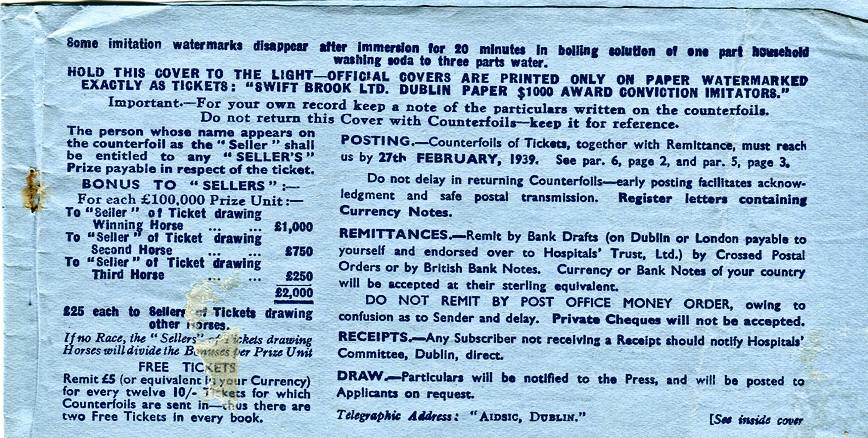 Some imitation watermarks disappear after immersion for 20 minutes in boiling solution of one part household
washing soda to three parts water.
HOLD THIS COVER TO THE LIGHT—OFFICIAL COVERS ARE PRINTED ONLY ON PAPER WATERMARKED
EXACTLY AS TICKETS: "SWIFT BROOK LTD. DUBLIN PAPER $1000 AWARD CONVICTION IMITATORS."
Important.—For your own record keep a note of the particulars written on the counterfoils.
Do not return this Cover with Counterfoils—keep it for reference.
The person whose name appears on
the counterfoil as the "Seller" shall
be entitled to any "SELLER'S"
Prize payable in respect of the ticket.
BONUS TO "SELLERS":—
For each £100,000 Prize Unit:—
To "Seller" of Ticket drawing
Winning Horse ... ... £1,000
To "Seller" of Ticket drawing
Second Horse ... ... £750
To "Seller" of Ticket drawing
Third Horse ... ... £250
£2,000
£25 each to Sellers of Tickets drawing
other Horses.
If no Race, the "Sellers" of Tickets drawing
Horses will divide the Bonuses per Prize Unit
FREE TICKETS
Remit £5 (or equivalent in your Currency)
for every twelve 10/- Tickets for which
Counterfoils are sent in—thus there are
two Free Tickets in every book.
POSTING.—Counterfoils of Tickets, together with Remittance, must reach
us by 27th FEBRUARY, 1939. See par. 6, page 2, and par. 5, page 3.
Do not delay in returning Counterfoils—early posting facilitates acknow-
ledgment and safe postal transmission. Register letters containing
Currency Notes.
REMITTANCES.—Remit by Bank Drafts (on Dublin or London payable to
yourself and endorsed over to Hospitals' Trust, Ltd.) by Crossed Postal
Orders or by British Bank Notes. Currency or Bank Notes of your country
will be accepted at their sterling equivalent.
DO NOT REMIT BY POST OFFICE MONEY ORDER, owing to
confusion as to Sender and delay. Private Cheques will not be accepted.
RECEIPTS.—Any Subscriber not receiving a Receipt should notify Hospitals'
Committee, Dublin, direct.
DRAW.—Particulars will be notified to the Press, and will be posted to
Applicants on request.
Telegraphic Address: "AIDSIC, DUBLIN."
[See inside cover